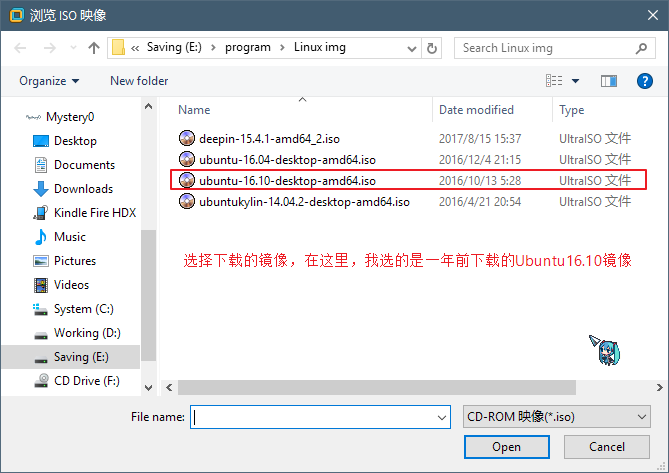 浏览 ISO 映像
« Saving (E:) > program > Linux img
Search Linux img
Organize
New folder
Mystery0
Desktop
Documents
Downloads
Kindle Fire HDX
Music
Pictures
Videos
System (C:)
Working (D:)
Saving (E:)
CD Drive (F:)
Name Date modified Type
deepin-15.4.1-amd64_2.iso 2017/8/15 15:37 UltraISO 文件
ubuntu-16.04-desktop-amd64.iso 2016/12/4 21:15 UltraISO 文件
ubuntu-16.10-desktop-amd64.iso 2016/10/13 5:28 UltraISO 文件
ubuntukylin-14.04.2-desktop-amd64.iso 2016/4/21 20:54 UltraISO 文件
选择下载的镜像，在这里，我选的是一年前下载的Ubuntu16.10镜像
File name:
CD-ROM 映像(*.iso)
Open
Cancel